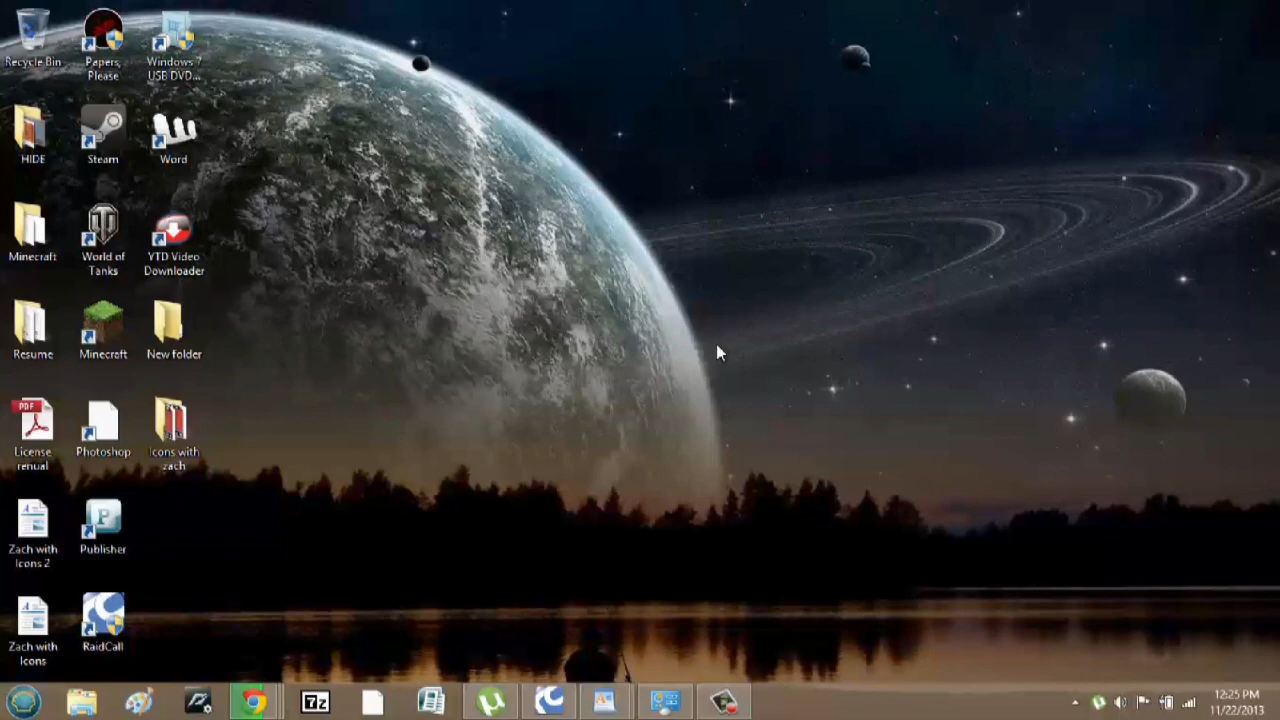 Recycle Bin
Papers,
Please
Windows 7
USB DVD...
HIDE
Steam
Word
Minecraft
World of
Tanks
YTD Video
Downloader
Resume
Minecraft
New folder
PDF
License
renual
Photoshop
Icons with
zach
Zach with
Icons 2
P
Publisher
Zach with
Icons
RaidCall
7z
12:25 PM
11/22/2013